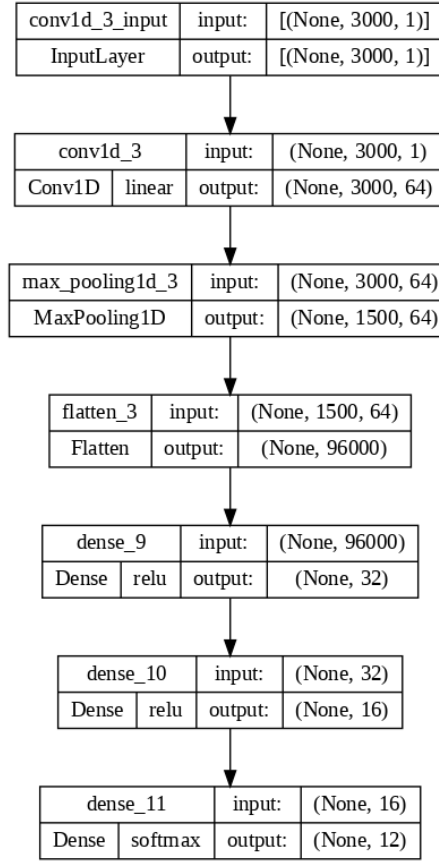 conv1d_3_input input: [(None, 3000, 1)]
InputLayer output: [(None, 3000, 1)]
conv1d_3 input: (None, 3000, 1)
Conv1D linear output: (None, 3000, 64)
max_pooling1d_3 input: (None, 3000, 64)
MaxPooling1D output: (None, 1500, 64)
flatten_3 input: (None, 1500, 64)
Flatten output: (None, 96000)
dense_9 input: (None, 96000)
Dense relu output: (None, 32)
dense_10 input: (None, 32)
Dense relu output: (None, 16)
dense_11 input: (None, 16)
Dense softmax output: (None, 12)